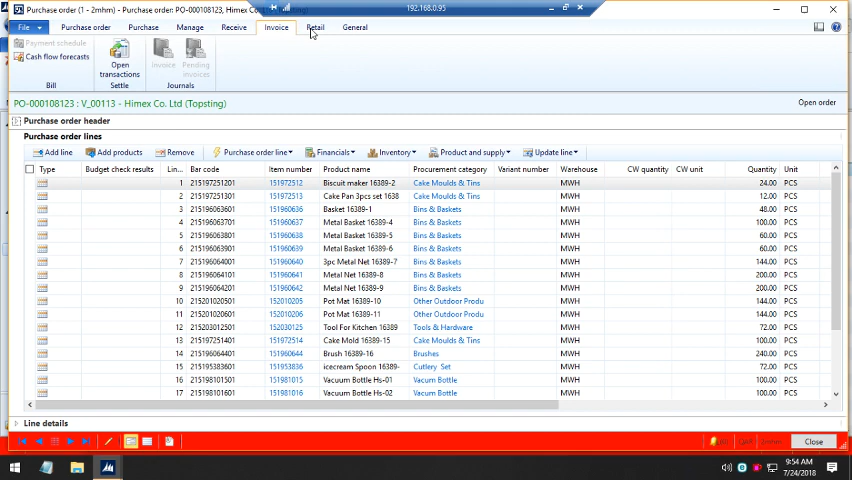 Purchase order (1 - 2mhm) - Purchase order: PO-000108123, Himex Co. Ltd
192.168.0.95
File Purchase order Purchase Manage Receive Invoice Retail General
Payment schedule
Cash flow forecasts
Open transactions
Invoice
Pending invoices
Bill Settle Journals
PO-000108123 : V_00113 - Himex Co. Ltd (Topsting) Open order
Purchase order header
Purchase order lines
Add line Add products Remove Purchase order line Financials Inventory Product and supply Update line
Type Budget check results Lin... Bar code Item number Product name Procurement category Variant number Warehouse CW quantity CW unit Quantity Unit
1 215197251201 151972512 Biscuit maker 16389-2 Cake Moulds & Tins MWH 24.00 PCS
2 215197251301 151972513 Cake Pan 3pcs set 1638 Cake Moulds & Tins MWH 12.00 PCS
3 215196063601 151960636 Basket 16389-1 Bins & Baskets MWH 48.00 PCS
4 215196063701 151960637 Metal Basket 16389-4 Bins & Baskets MWH 144.00 PCS
5 215196063801 151960638 Metal Basket 16389-5 Bins & Baskets MWH 60.00 PCS
6 215196063901 151960639 Metal Basket 16389-6 Bins & Baskets MWH 60.00 PCS
7 215196064001 151960640 3pc Metal Net 16389-7 Bins & Baskets MWH 144.00 PCS
8 215196064101 151960641 Metal Net 16389-8 Bins & Baskets MWH 200.00 PCS
9 215196064201 151960642 Metal Net 16389-9 Bins & Baskets MWH 200.00 PCS
10 215201020501 152010205 Pot Mat 16389-10 Other Outdoor Produ MWH 144.00 PCS
11 215201020601 152010206 Pot Mat 16389-11 Other Outdoor Produ MWH 144.00 PCS
12 215203012501 152030125 Tool For Kitchen 16389 Tools & Hardware MWH 72.00 PCS
13 215197251401 151972514 Cake Mold 16389-15 Cake Moulds & Tins MWH 100.00 PCS
14 215196064401 151960644 Brush 16389-16 Brushes MWH 240.00 PCS
15 215195383601 151953836 icecream Spoon 16389- Cutlery Set MWH 72.00 PCS
16 215198101501 151981015 Vacuum Bottle Hs-01 Vacum Bottle MWH 100.00 PCS
17 215198101601 151981016 Vacuum Bottle Hs-02 Vacum Bottle MWH 100.00 PCS
Line details
Close
9:54 AM
7/24/2018